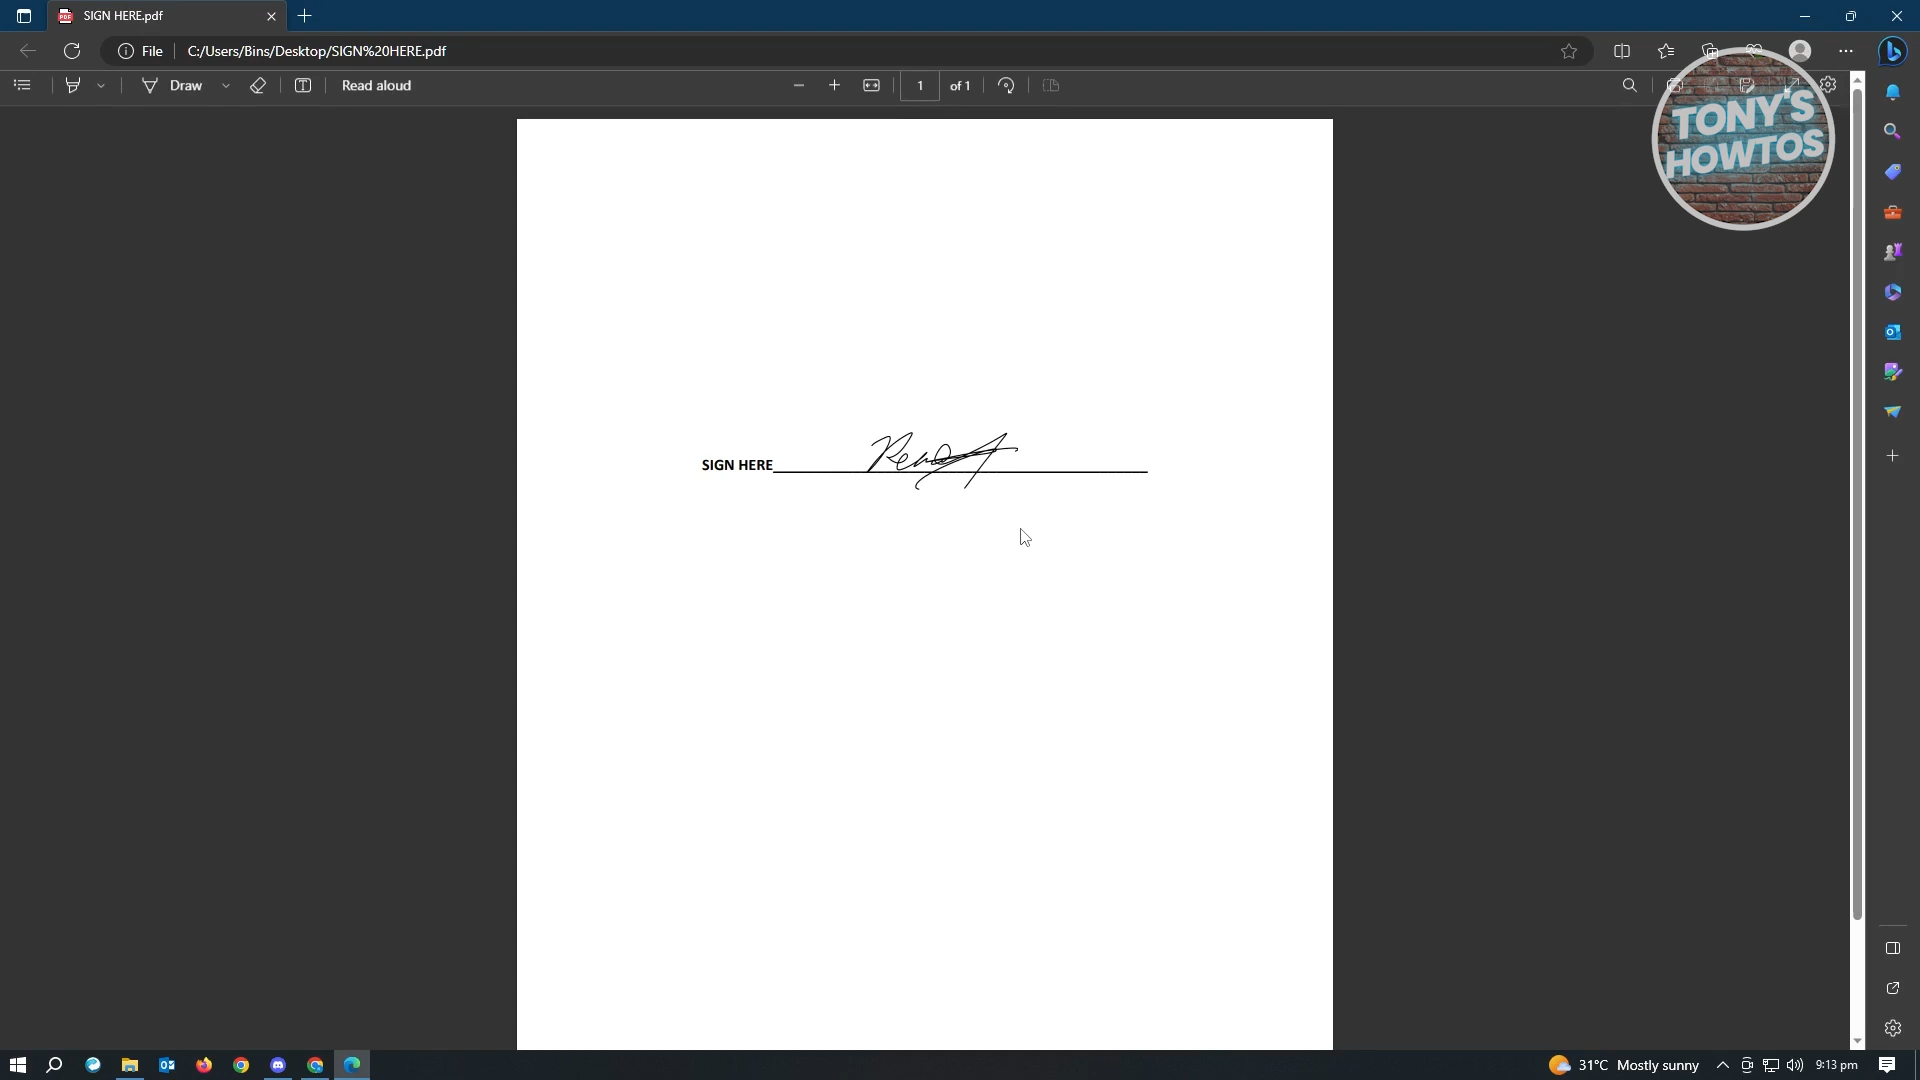 SIGN HERE.pdf
File
C:/Users/Bins/Desktop/SIGN%20HERE.pdf
Draw
Read aloud
1
of 1
TONY'S
HOWTOS
SIGN HERE
31°C Mostly sunny
9:13 pm